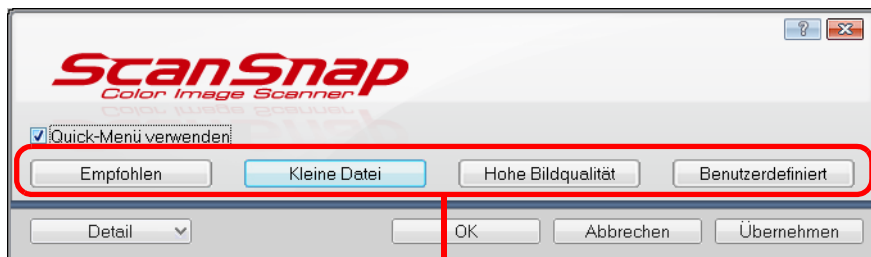 ScanSnap
Color Image Scanner
Quick-Menü verwenden
Empfohlen Kleine Datei Hohe Bildqualität Benutzerdefiniert
Detail OK Abbrechen Übernehmen